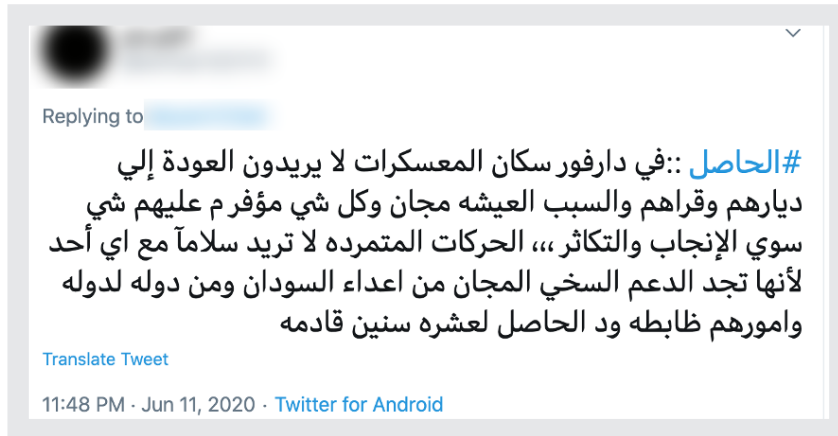 Replying to
#الحاصل ::في دارفور سكان المعسكرات لا يريدون العودة إلي
ديارهم وقراهم والسبب العيشه مجان وكل شي مؤفر م عليهم شي
سوي الإنجاب والتكاثر ،،، الحركات المتمرده لا تريد سلامآ مع اي أحد
لأنها تجد الدعم السخي المجان من اعداء السودان ومن دوله لدوله
وامورهم ظابطه ود الحاصل لعشره سنين قادمه
Translate Tweet
11:48 PM · Jun 11, 2020 · Twitter for Android